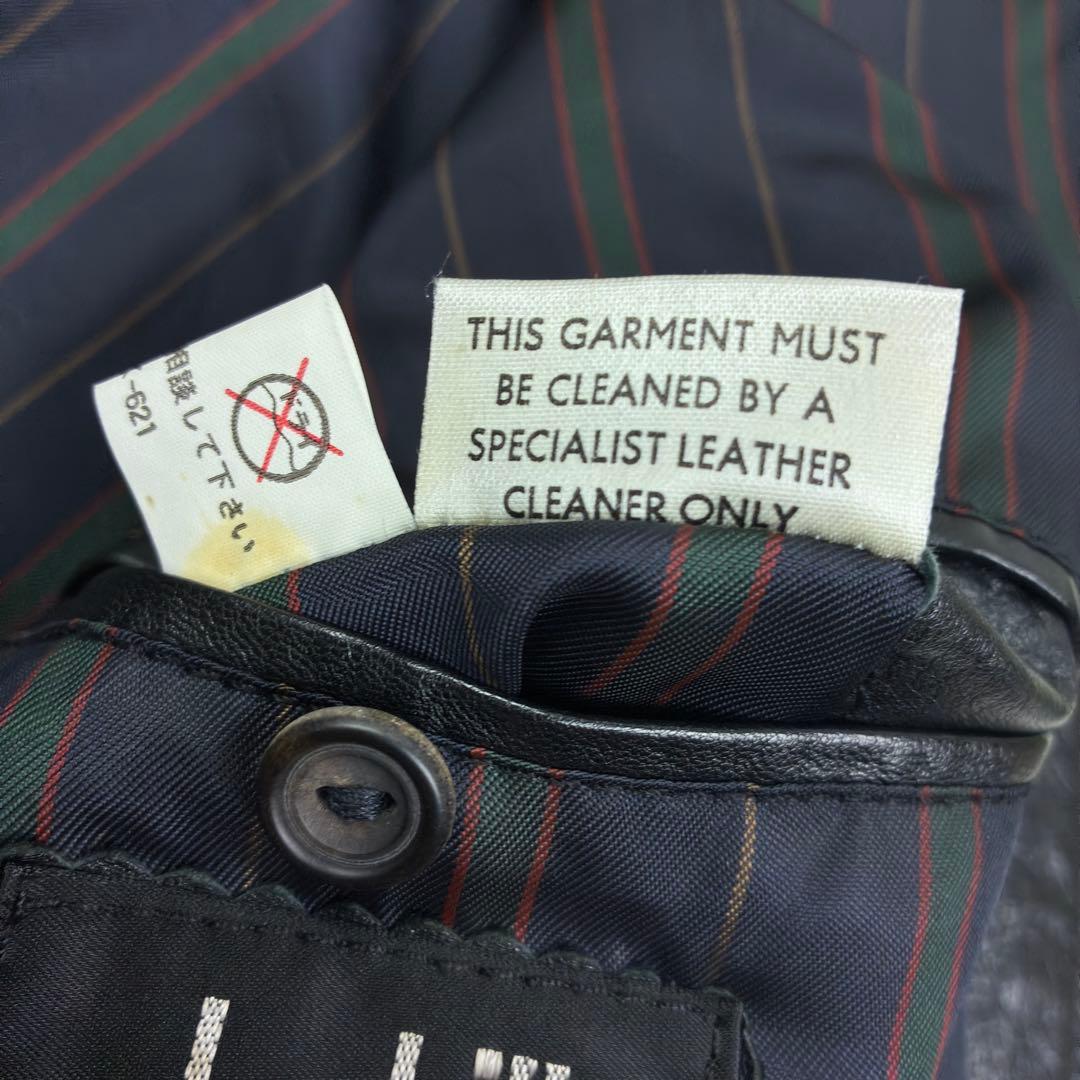 相談して下さい
-621
ドライ
THIS GARMENT MUST
BE CLEANED BY A
SPECIALIST LEATHER
CLEANER ONLY